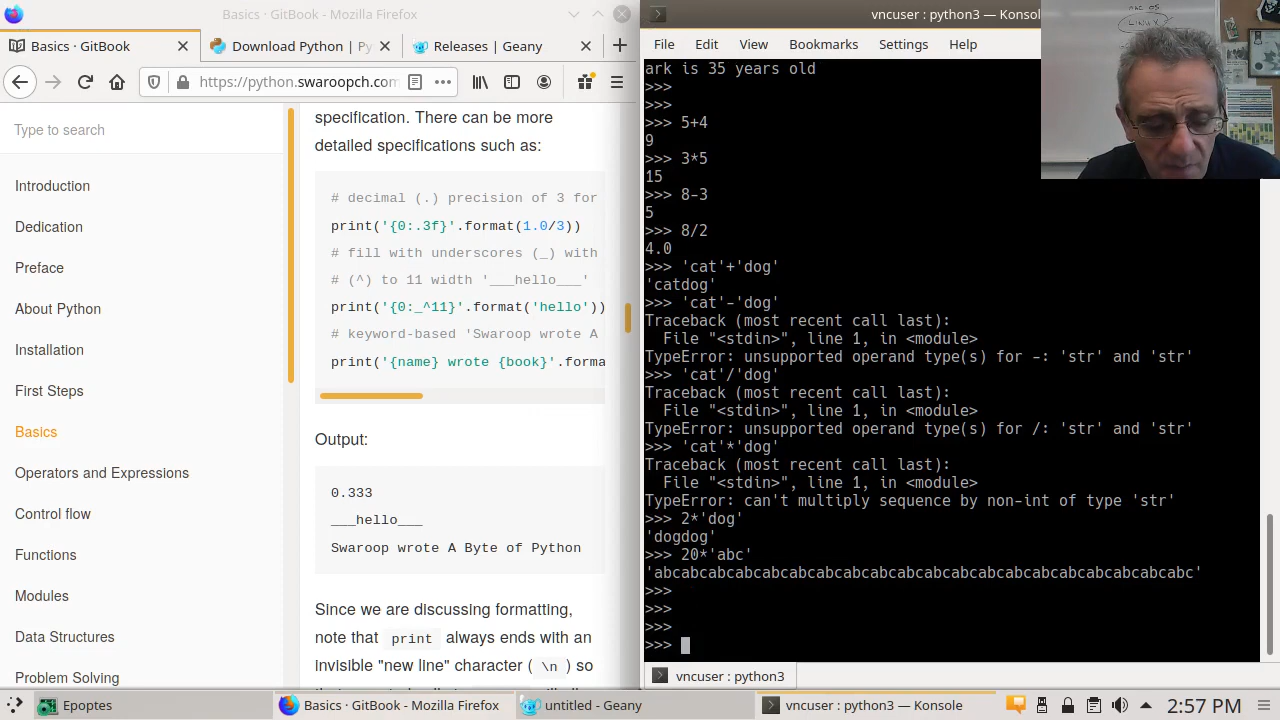 Basics · GitBook - Mozilla Firefox
Basics · GitBook
Download Python | Py
Releases | Geany
https://python.swaroopch.com
Type to search
Introduction
Dedication
Preface
About Python
Installation
First Steps
Basics
Operators and Expressions
Control flow
Functions
Modules
Data Structures
Problem Solving
specification. There can be more
detailed specifications such as:
# decimal (.) precision of 3 for
print('{0:.3f}'.format(1.0/3))
# fill with underscores (_) with
# (^) to 11 width '___hello___'
print('{0:_^11}'.format('hello'))
# keyword-based 'Swaroop wrote A
print('{name} wrote {book}'.forma
Output:
0.333
___hello___
Swaroop wrote A Byte of Python
Since we are discussing formatting,
note that print always ends with an
invisible "new line" character ( \n ) so
vncuser : python3 — Konsol
File Edit View Bookmarks Settings Help
ark is 35 years old
>>>
>>>
>>> 5+4
9
>>> 3*5
15
>>> 8-3
5
>>> 8/2
4.0
>>> 'cat'+'dog'
'catdog'
>>> 'cat'-'dog'
Traceback (most recent call last):
  File "<stdin>", line 1, in <module>
TypeError: unsupported operand type(s) for -: 'str' and 'str'
>>> 'cat'/'dog'
Traceback (most recent call last):
  File "<stdin>", line 1, in <module>
TypeError: unsupported operand type(s) for /: 'str' and 'str'
>>> 'cat'*'dog'
Traceback (most recent call last):
  File "<stdin>", line 1, in <module>
TypeError: can't multiply sequence by non-int of type 'str'
>>> 2*'dog'
'dogdog'
>>> 20*'abc'
'abcabcabcabcabcabcabcabcabcabcabcabcabcabcabcabcabcabcabcabc'
>>>
>>>
>>>
>>>
vncuser : python3
MAC OS
LINUX
Epoptes
Basics · GitBook - Mozilla Firefox
untitled - Geany
vncuser : python3 — Konsole
2:57 PM